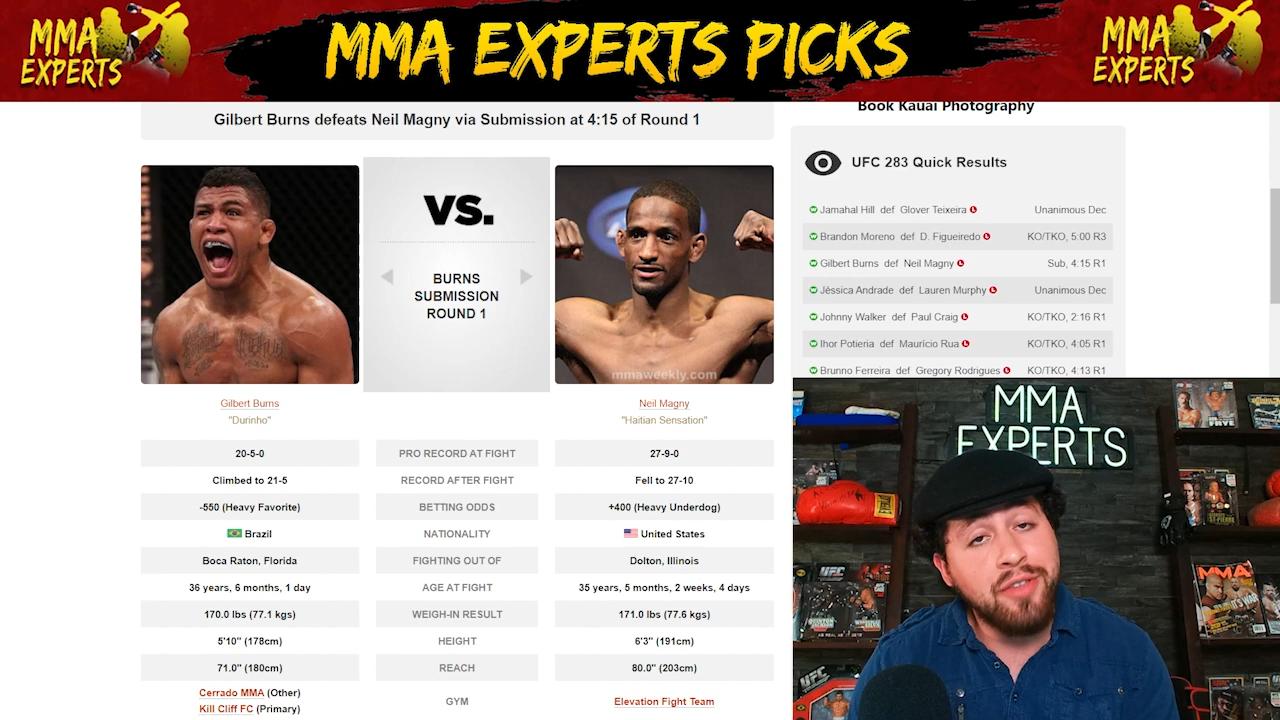 MMA
EXPERTS
MMA EXPERTS PICKS
MMA
EXPERTS
Gilbert Burns defeats Neil Magny via Submission at 4:15 of Round 1
VS.
BURNS
SUBMISSION
ROUND 1
mmaweekly.com
Gilbert Burns
Neil Magny
"Durinho"
"Haitian Sensation"
20-5-0 PRO RECORD AT FIGHT 27-9-0
Climbed to 21-5 RECORD AFTER FIGHT Fell to 27-10
-550 (Heavy Favorite) BETTING ODDS +400 (Heavy Underdog)
Brazil NATIONALITY United States
Boca Raton, Florida FIGHTING OUT OF Dolton, Illinois
36 years, 6 months, 1 day AGE AT FIGHT 35 years, 5 months, 2 weeks, 4 days
170.0 lbs (77.1 kgs) WEIGH-IN RESULT 171.0 lbs (77.6 kgs)
5'10" (178cm) HEIGHT 6'3" (191cm)
71.0" (180cm) REACH 80.0" (203cm)
Cerrado MMA (Other)
Kill Cliff FC (Primary)
GYM
Elevation Fight Team
Book Kauai Photography
UFC 283 Quick Results
W Jamahal Hill def Glover Teixeira L Unanimous Dec
W Brandon Moreno def D. Figueiredo L KO/TKO, 5:00 R3
W Gilbert Burns def Neil Magny L Sub, 4:15 R1
W Jéssica Andrade def Lauren Murphy L Unanimous Dec
W Johnny Walker def Paul Craig L KO/TKO, 2:16 R1
W Ihor Potieria def Maurício Rua L KO/TKO, 4:05 R1
W Brunno Ferreira def Gregory Rodrigues L KO/TKO, 4:13 R1
MMA
EXPERTS
FRYE
ST-PIERRE
UFC
MMA
UFC